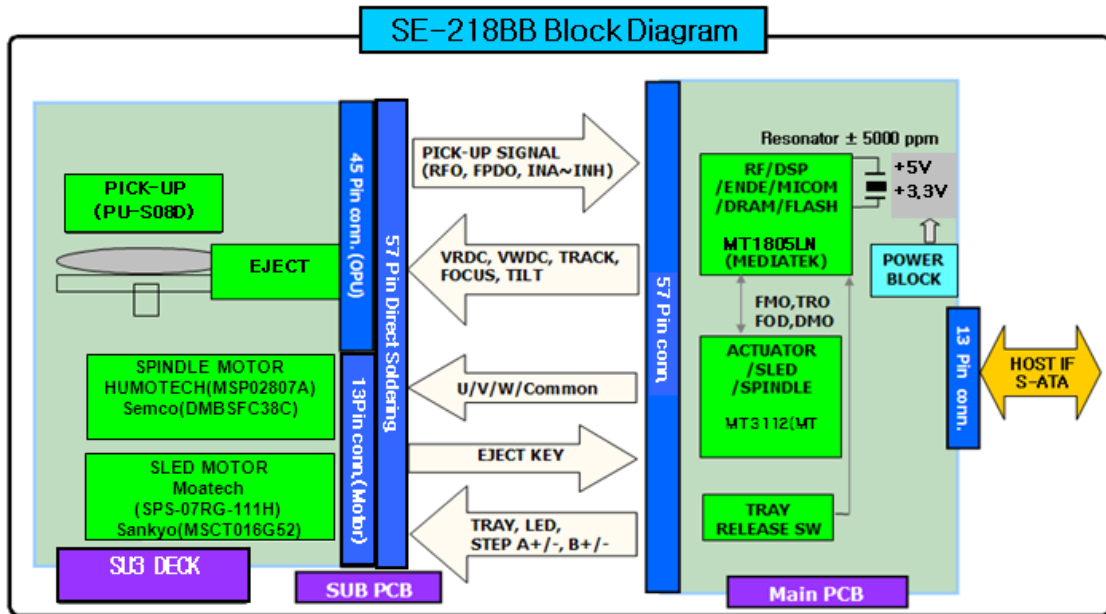 SE-218BB Block Diagram
PICK-UP
(PU-S08D)
EJECT
SPINDLE MOTOR
HUMOTECH(MSP02807A)
Semco(DMBSFC38C)
SLED MOTOR
Moatech
(SPS-07RG-111H)
Sankyo(MSCT016G52)
SU3 DECK
45 Pin conn. (OPU)
13Pin conn,(Motor)
57 Pin Direct Soldering
SUB PCB
PICK-UP SIGNAL
(RFO, FPDO, INA~INH)
VRDC, VWDC, TRACK,
FOCUS, TILT
U/V/W/Common
EJECT KEY
TRAY, LED,
STEP A+/-, B+/-
57 Pin conn,
Resonator ± 5000 ppm
RF/DSP
/ENDE/MICOM
/DRAM/FLASH
MT1805LN
(MEDIATEK)
+5V
+3,3V
POWER
BLOCK
FMO,TRO
FOD,DMO
ACTUATOR
/SLED
/SPINDLE
MT3112(MT
TRAY
RELEASE SW
Main PCB
13 Pin conn.
HOST IF
S-ATA